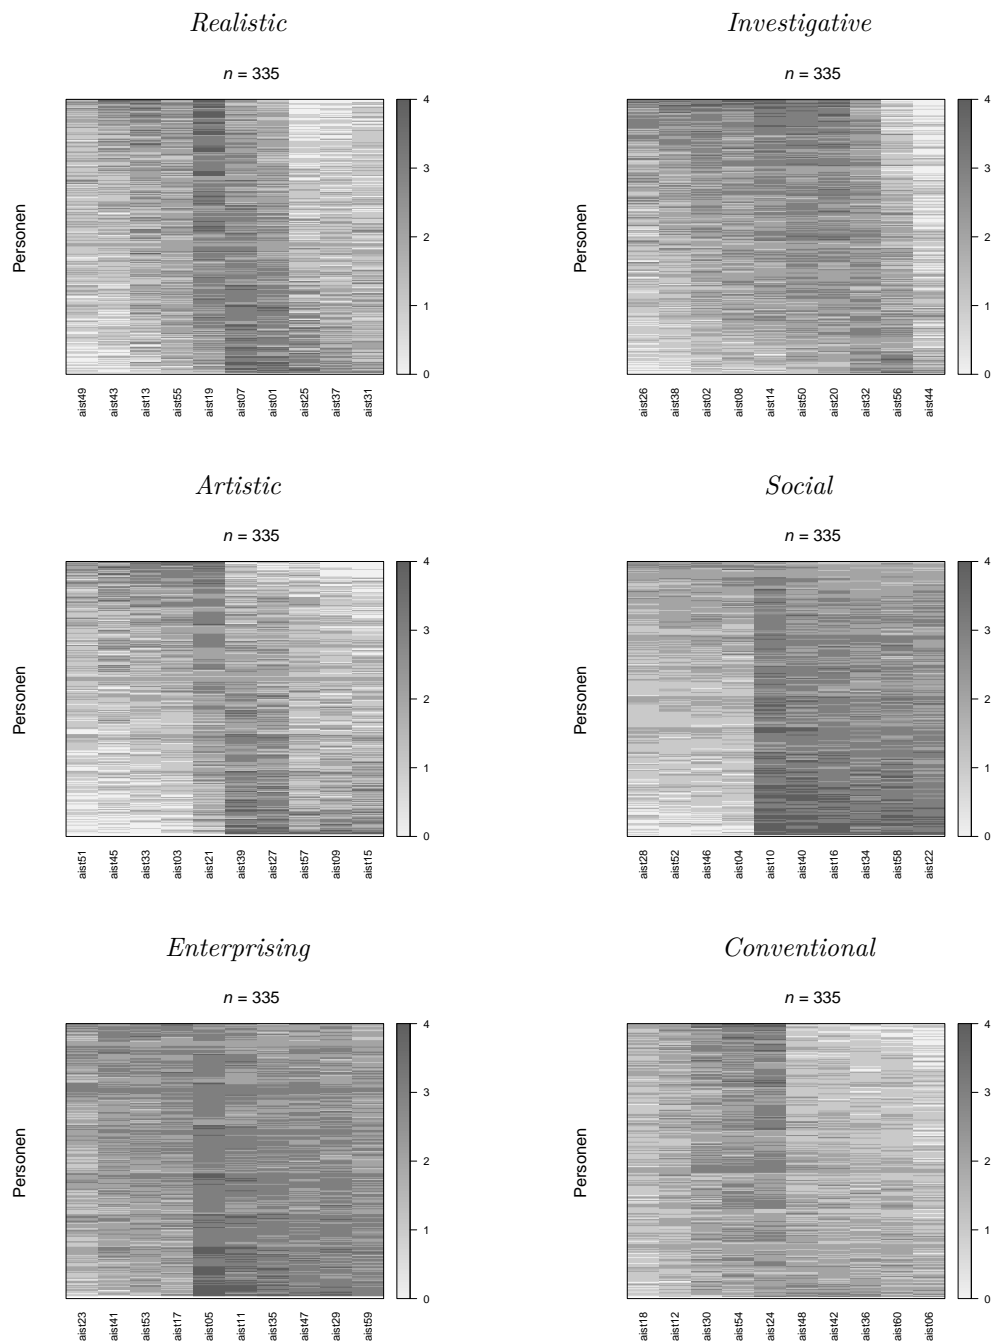 Realistic
n = 335
Personen
4
3
2
1
0
aist49 aist43 aist13 aist55 aist19 aist07 aist01 aist25 aist37 aist31
Investigative
n = 335
Personen
4
3
2
1
0
aist26 aist38 aist02 aist08 aist14 aist50 aist20 aist32 aist56 aist44
Artistic
n = 335
Personen
4
3
2
1
0
aist51 aist45 aist33 aist03 aist21 aist39 aist27 aist57 aist09 aist15
Social
n = 335
Personen
4
3
2
1
0
aist28 aist52 aist46 aist04 aist10 aist40 aist16 aist34 aist58 aist22
Enterprising
n = 335
Personen
4
3
2
1
0
aist23 aist41 aist53 aist17 aist05 aist11 aist35 aist47 aist29 aist59
Conventional
n = 335
Personen
4
3
2
1
0
aist18 aist12 aist30 aist54 aist24 aist48 aist42 aist36 aist60 aist06